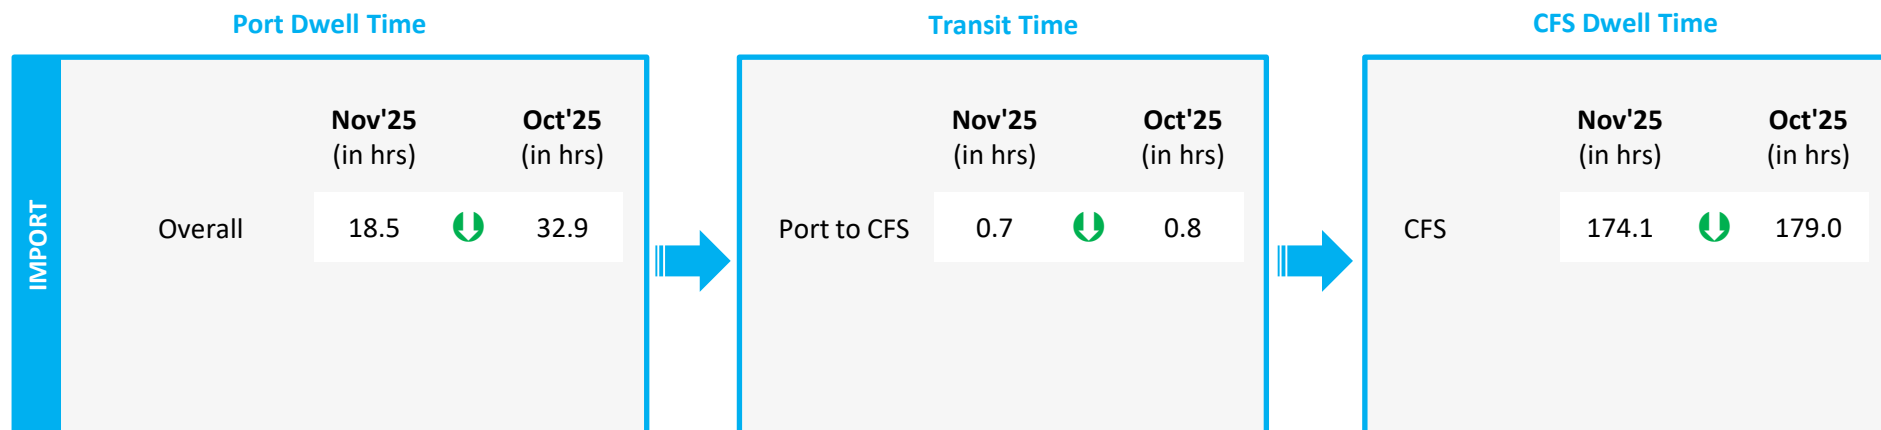 Port Dwell Time
Transit Time
CFS Dwell Time
IMPORT
Nov'25 Oct'25
(in hrs) (in hrs)
Overall 18.5 32.9
Nov'25 Oct'25
(in hrs) (in hrs)
Port to CFS 0.7 0.8
Nov'25 Oct'25
(in hrs) (in hrs)
CFS 174.1 179.0